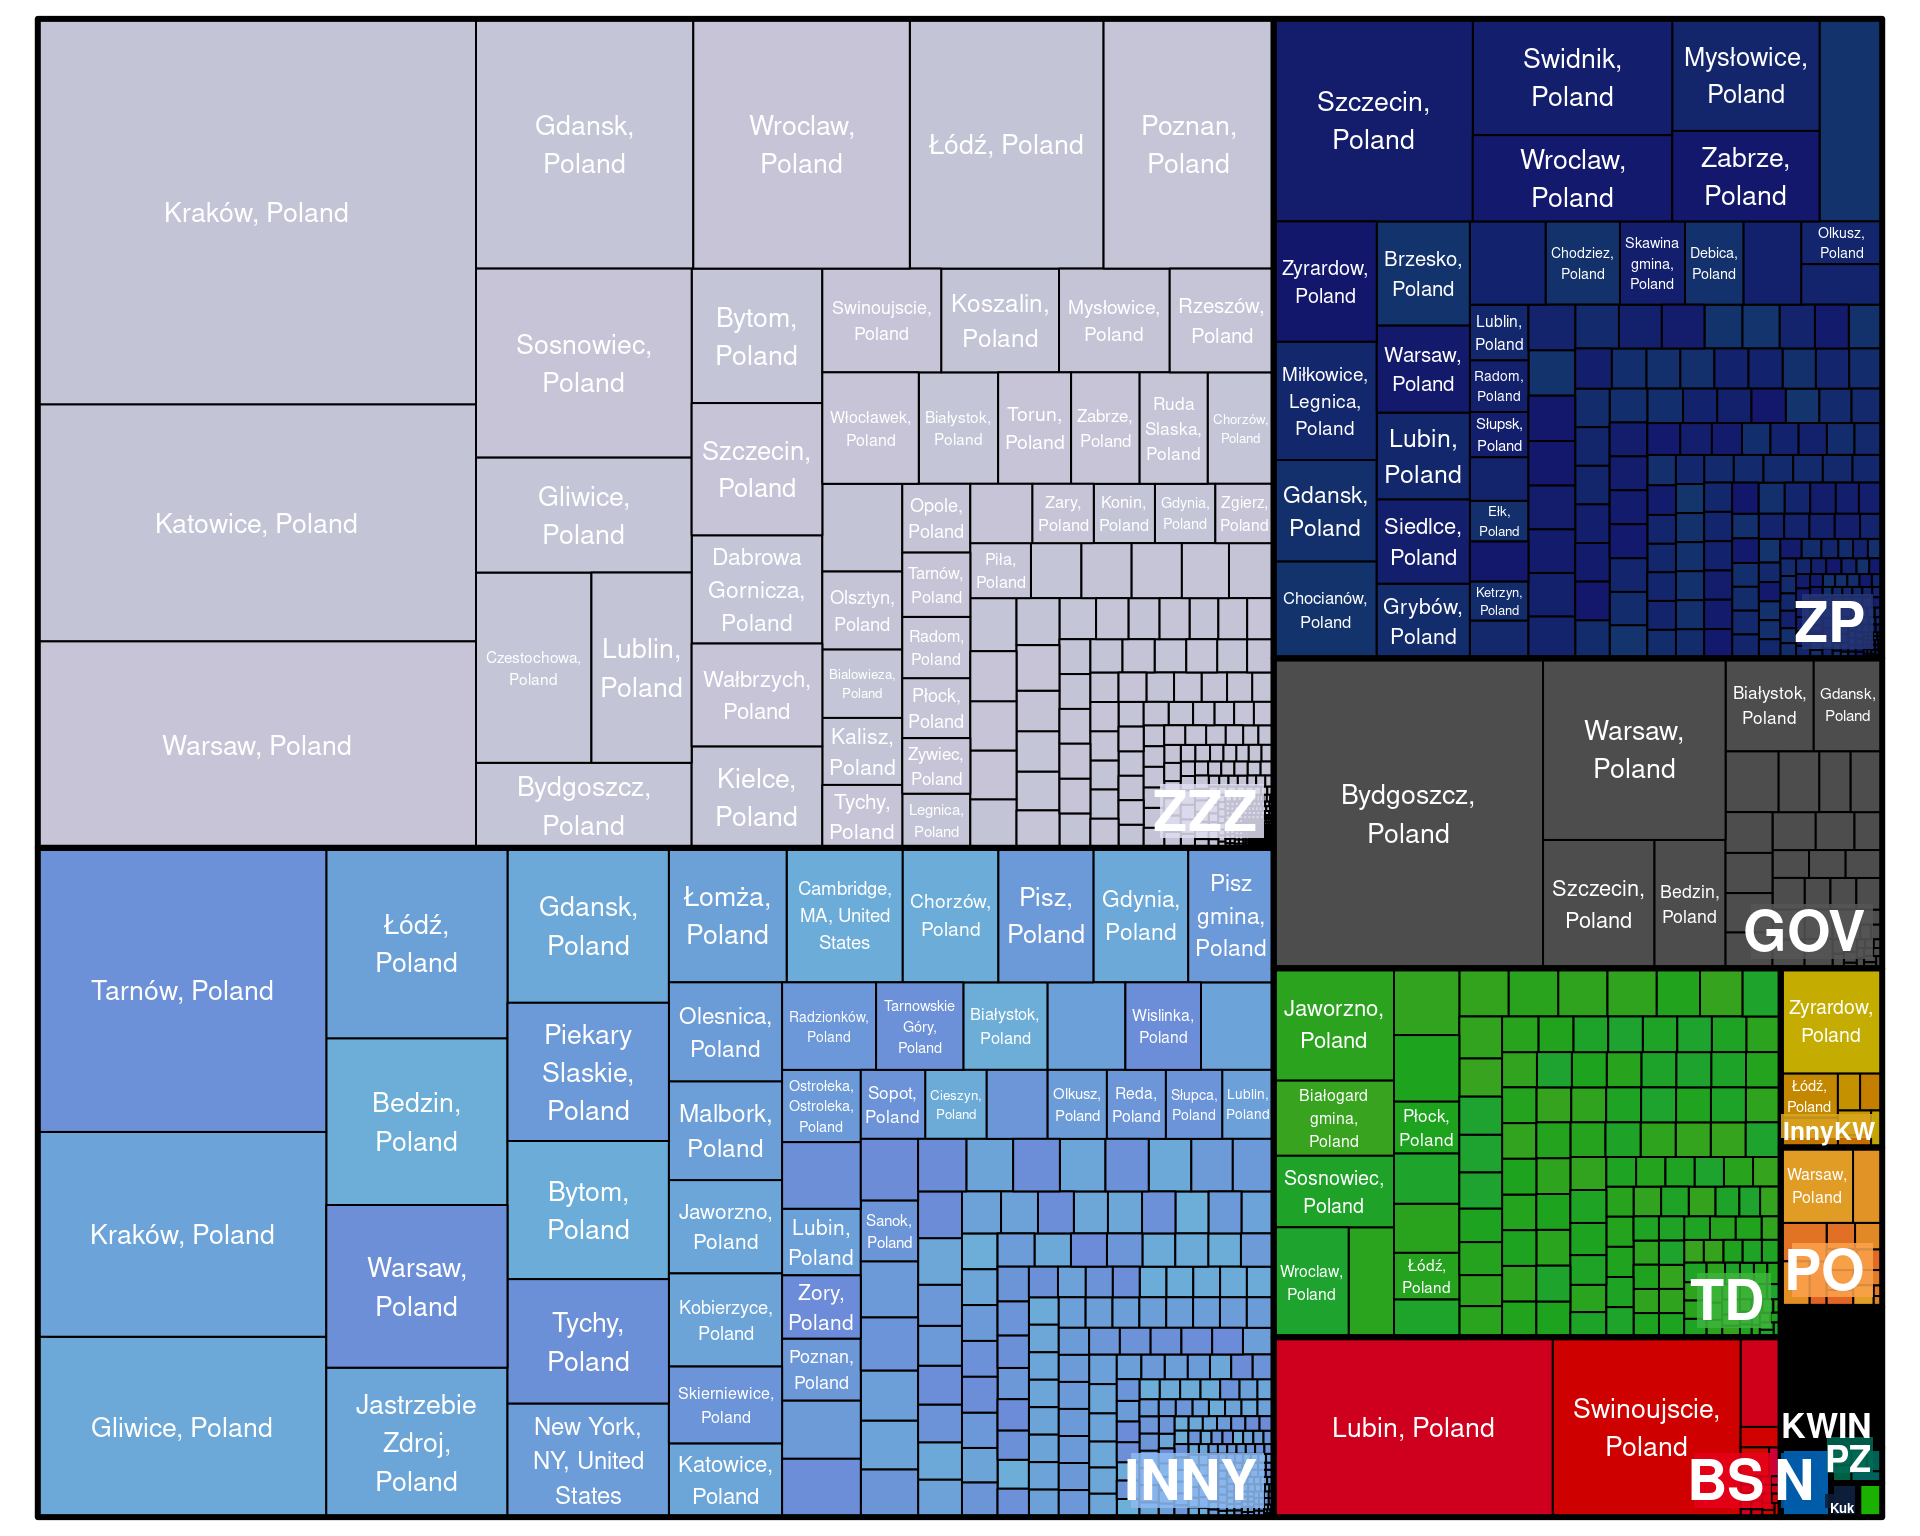 Kraków, Poland
Katowice, Poland
Warsaw, Poland
Gdansk,
Poland
Wroclaw,
Poland
Łódź, Poland
Poznan,
Poland
Sosnowiec,
Poland
Gliwice,
Poland
Czestochowa,
Poland
Lublin,
Poland
Bydgoszcz,
Poland
Bytom,
Poland
Szczecin,
Poland
Dabrowa
Gornicza,
Poland
Wałbrzych,
Poland
Kielce,
Poland
Swinoujscie,
Poland
Koszalin,
Poland
Mysłowice,
Poland
Rzeszów,
Poland
Włocławek,
Poland
Białystok,
Poland
Torun,
Poland
Zabrze,
Poland
Ruda
Slaska,
Poland
Chorzów,
Poland
Olsztyn,
Poland
Bialowieza,
Poland
Kalisz,
Poland
Tychy,
Poland
Opole,
Poland
Tarnów,
Poland
Radom,
Poland
Płock,
Poland
Zywiec,
Poland
Legnica,
Poland
Zary,
Poland
Konin,
Poland
Gdynia,
Poland
Zgierz,
Poland
Piła,
Poland
ZZZ
Szczecin,
Poland
Swidnik,
Poland
Wroclaw,
Poland
Mysłowice,
Poland
Zabrze,
Poland
Zyrardow,
Poland
Miłkowice,
Legnica,
Poland
Gdansk,
Poland
Chocianów,
Poland
Brzesko,
Poland
Warsaw,
Poland
Lubin,
Poland
Siedlce,
Poland
Grybów,
Poland
Chodziez,
Poland
Skawina
gmina,
Poland
Debica,
Poland
Olkusz,
Poland
Lublin,
Poland
Radom,
Poland
Słupsk,
Poland
Ełk,
Poland
Ketrzyn,
Poland
ZP
Bydgoszcz,
Poland
Warsaw,
Poland
Szczecin,
Poland
Bedzin,
Poland
Białystok,
Poland
Gdansk,
Poland
GOV
Tarnów, Poland
Kraków, Poland
Gliwice, Poland
Łódź,
Poland
Bedzin,
Poland
Warsaw,
Poland
Jastrzebie
Zdroj,
Poland
Gdansk,
Poland
Piekary
Slaskie,
Poland
Bytom,
Poland
Tychy,
Poland
New York,
NY, United
States
Łomża,
Poland
Cambridge,
MA, United
States
Chorzów,
Poland
Pisz,
Poland
Gdynia,
Poland
Pisz
gmina,
Poland
Olesnica,
Poland
Malbork,
Poland
Jaworzno,
Poland
Kobierzyce,
Poland
Skierniewice,
Poland
Katowice,
Poland
Radzionków,
Poland
Tarnowskie
Góry,
Poland
Białystok,
Poland
Wislinka,
Poland
Ostrołeka,
Ostroleka,
Poland
Sopot,
Poland
Cieszyn,
Poland
Olkusz,
Poland
Reda,
Poland
Słupca,
Poland
Lublin,
Poland
Lubin,
Poland
Zory,
Poland
Poznan,
Poland
Sanok,
Poland
INNY
Jaworzno,
Poland
Białogard
gmina,
Poland
Sosnowiec,
Poland
Wroclaw,
Poland
Płock,
Poland
Łódź,
Poland
TD
Zyrardow,
Poland
Łódź,
Poland
InnyKW
Warsaw,
Poland
PO
Lubin, Poland
Swinoujscie,
Poland
BS
KWIN
PZ
N
Kuk